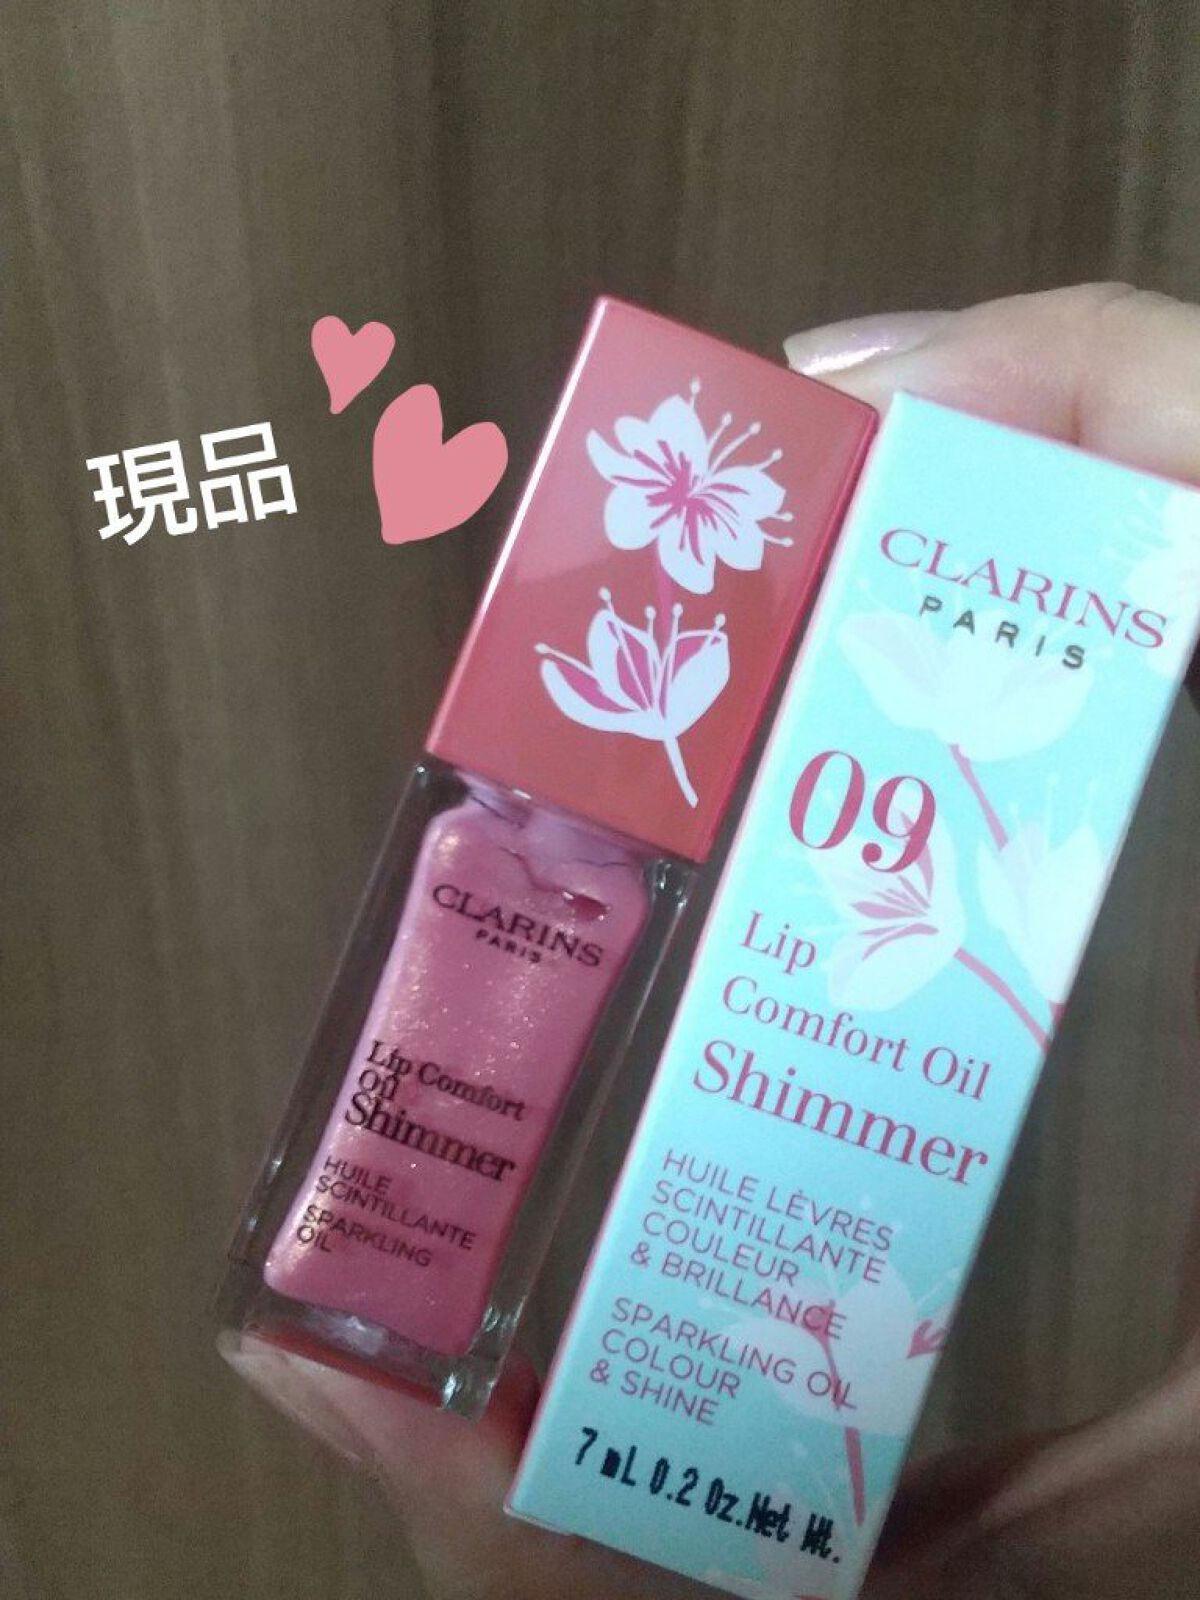 現品
CLARINS
PARIS
Lip Comfort
Oil
Shimmer
HUILE
SCINTILLANTE
SPARKLING
OIL
CLARINS
PARIS
09
Lip
Comfort Oil
Shimmer
HUILE LÈVRES
SCINTILLANTE
COULEUR
& BRILLANCE
SPARKLING OIL
COLOUR
& SHINE
7 mL 0.2 Oz.Net Wt.